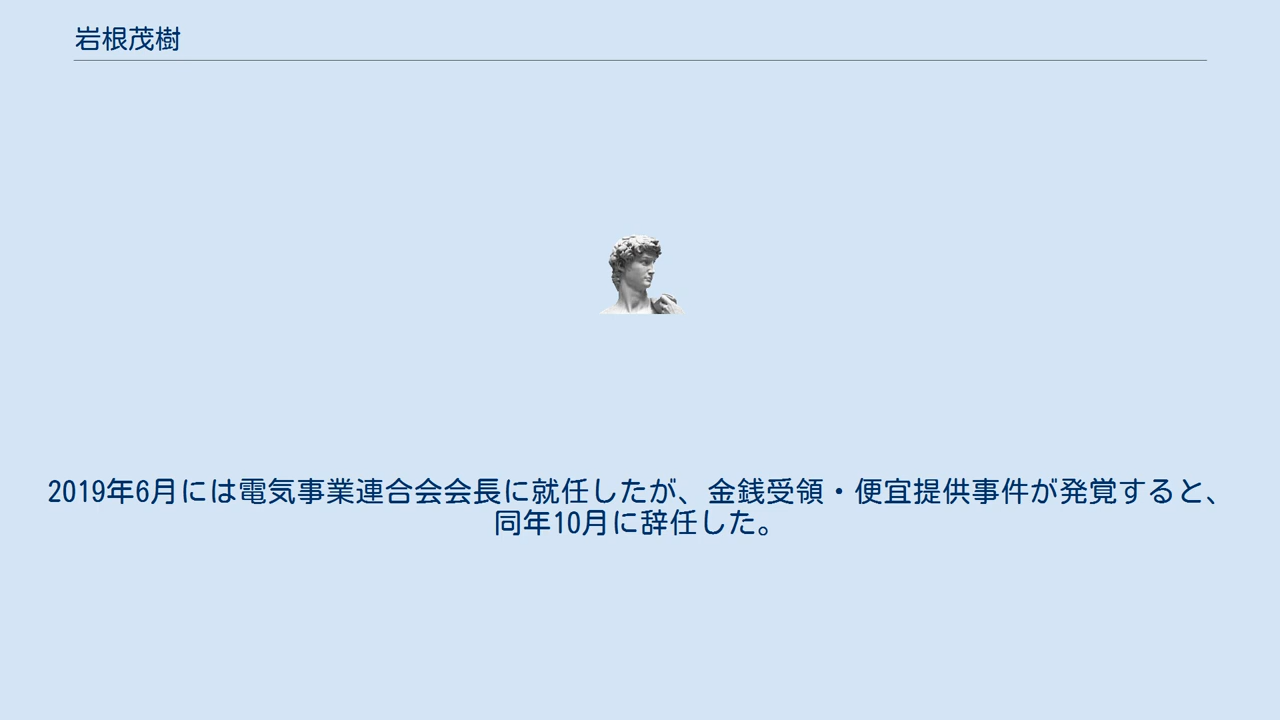 岩根茂樹
2019年6月には電気事業連合会会長に就任したが、金銭受領・便宜提供事件が発覚すると、
同年10月に辞任した。